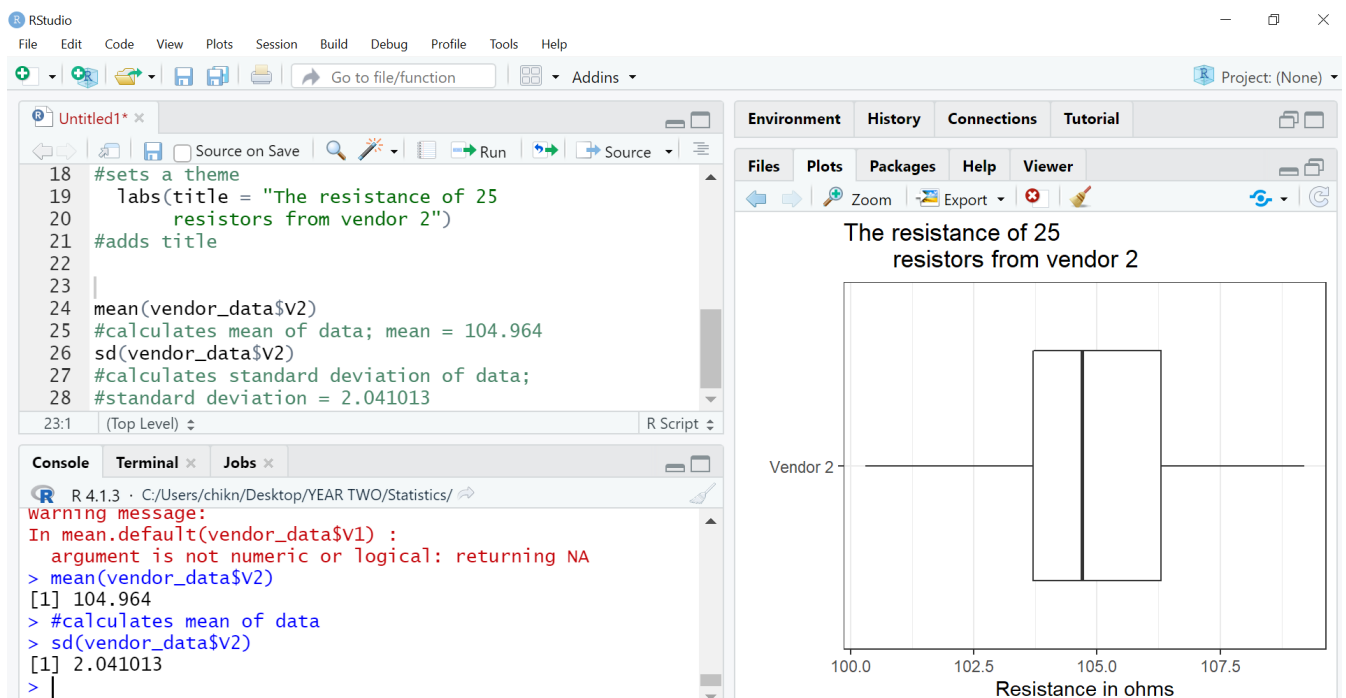 RStudio
File Edit Code View Plots Session Build Debug Profile Tools Help
Go to file/function Addins Project: (None)
Untitled1*
Source on Save Run Source
18 #sets a theme
19 labs(title = "The resistance of 25
20 resistors from vendor 2")
21 #adds title
22
23
24 mean(vendor_data$V2)
25 #calculates mean of data; mean = 104.964
26 sd(vendor_data$V2)
27 #calculates standard deviation of data;
28 #standard deviation = 2.041013
23:1 (Top Level) R Script
Console Terminal Jobs
R 4.1.3 · C:/Users/chikn/Desktop/YEAR TWO/Statistics/
Warning message:
In mean.default(vendor_data$V1) :
argument is not numeric or logical: returning NA
> mean(vendor_data$V2)
[1] 104.964
> #calculates mean of data
> sd(vendor_data$V2)
[1] 2.041013
>
Environment History Connections Tutorial
Files Plots Packages Help Viewer
Zoom Export
The resistance of 25
resistors from vendor 2
Vendor 2
100.0 102.5 105.0 107.5
Resistance in ohms